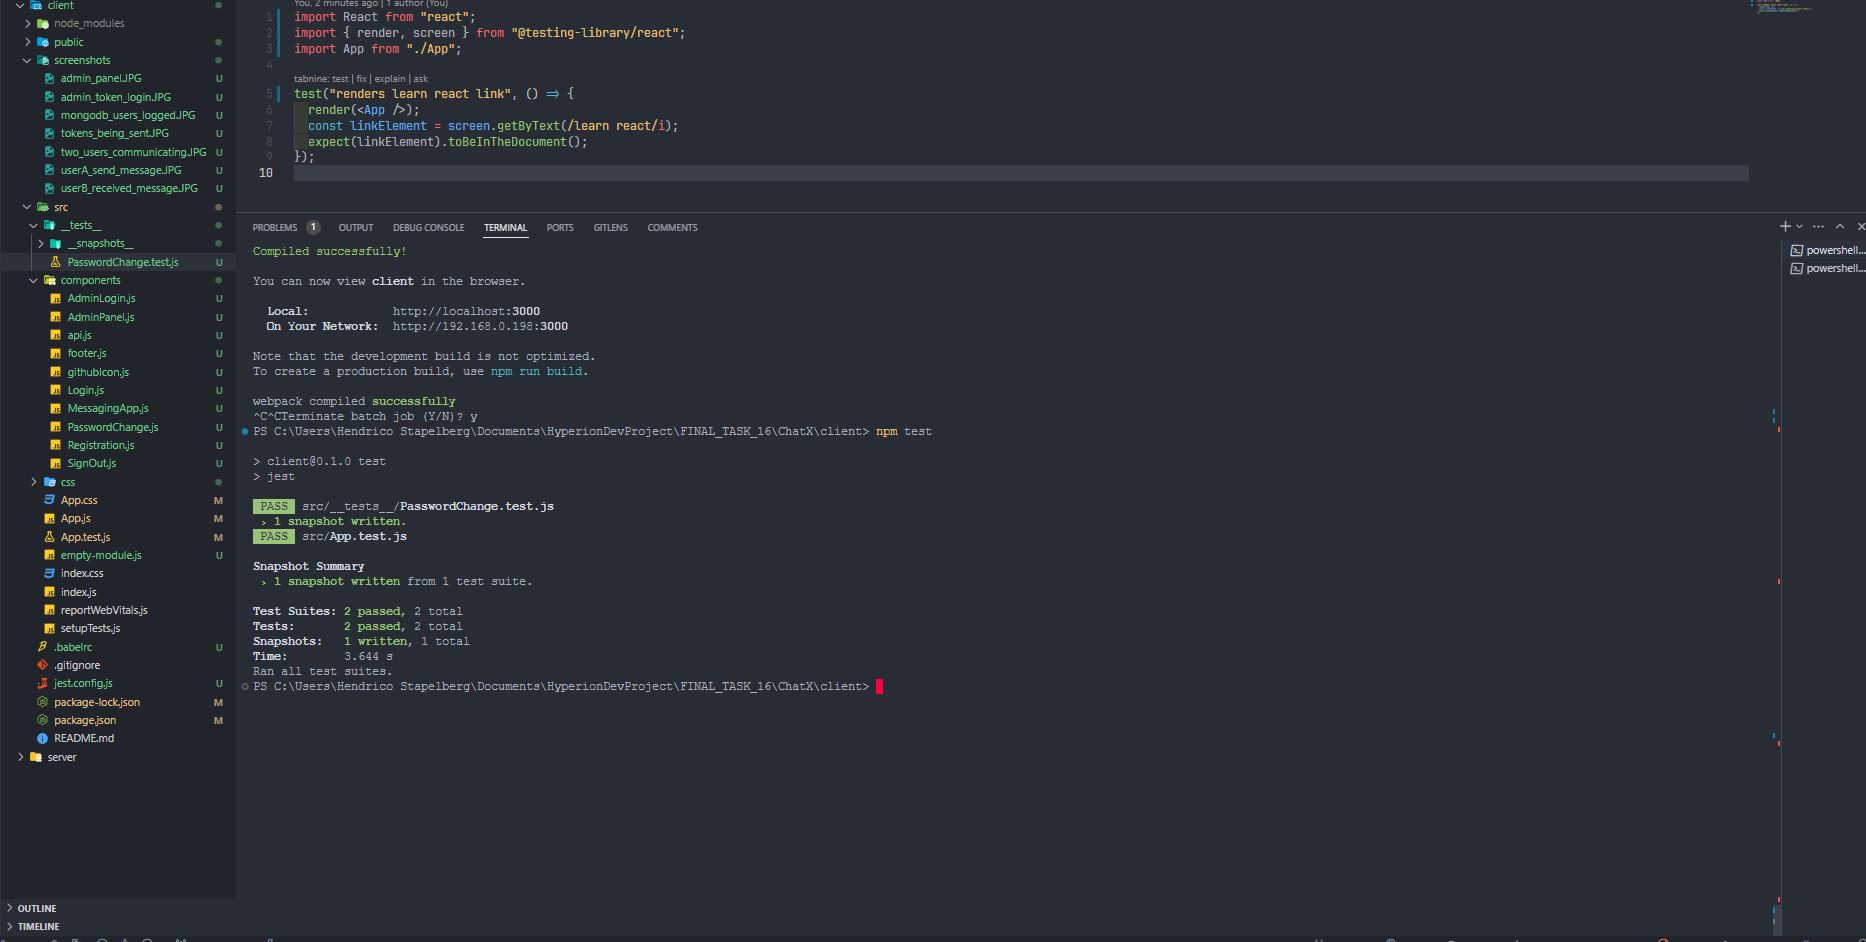 client
node_modules
public
screenshots
admin_panel.JPG U
admin_token_login.JPG U
mongodb_users_logged.JPG U
tokens_being_sent.JPG U
two_users_communicating.JPG U
userA_send_message.JPG U
userB_received_message.JPG U
src
__tests__
__snapshots__
PasswordChange.test.js U
components
AdminLogin.js U
AdminPanel.js U
api.js U
footer.js U
githubIcon.js U
Login.js U
MessagingApp.js U
PasswordChange.js U
Registration.js U
SignOut.js U
css
App.css M
App.js M
App.test.js M
empty-module.js U
index.css
index.js
reportWebVitals.js
setupTests.js
.babelrc U
.gitignore
jest.config.js U
package-lock.json M
package.json M
README.md
server
OUTLINE
TIMELINE
You, 2 minutes ago | 1 author (You)
1 import React from "react";
2 import { render, screen } from "@testing-library/react";
3 import App from "./App";
4
tabnine: test | fix | explain | ask
5 test("renders learn react link", () => {
6 render(<App />);
7 const linkElement = screen.getByText(/learn react/i);
8 expect(linkElement).toBeInTheDocument();
9 });
10
PROBLEMS 1 OUTPUT DEBUG CONSOLE TERMINAL PORTS GITLENS COMMENTS
Compiled successfully!
You can now view client in the browser.
Local: http://localhost:3000
On Your Network: http://192.168.0.198:3000
Note that the development build is not optimized.
To create a production build, use npm run build.
webpack compiled successfully
^C^CTerminate batch job (Y/N)? y
PS C:\Users\Hendrico Stapelberg\Documents\HyperionDevProject\FINAL_TASK_16\ChatX\client> npm test
> client@0.1.0 test
> jest
PASS src/__tests__/PasswordChange.test.js
› 1 snapshot written.
PASS src/App.test.js
Snapshot Summary
› 1 snapshot written from 1 test suite.
Test Suites: 2 passed, 2 total
Tests: 2 passed, 2 total
Snapshots: 1 written, 1 total
Time: 3.644 s
Ran all test suites.
PS C:\Users\Hendrico Stapelberg\Documents\HyperionDevProject\FINAL_TASK_16\ChatX\client>
powershell...
powershell...